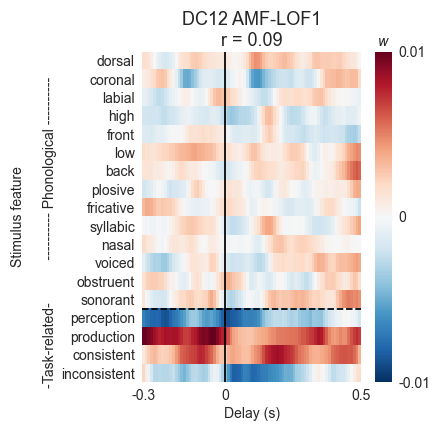 DC12 AMF-LOF1
r = 0.09
w
dorsal
coronal
labial
high
front
low
back
plosive
fricative
syllabic
nasal
voiced
obstruent
sonorant
perception
production
consistent
inconsistent
Stimulus feature
-Task-related- ---------- Phonological ----------
0.01
0
-0.01
-0.3 0 0.5
Delay (s)